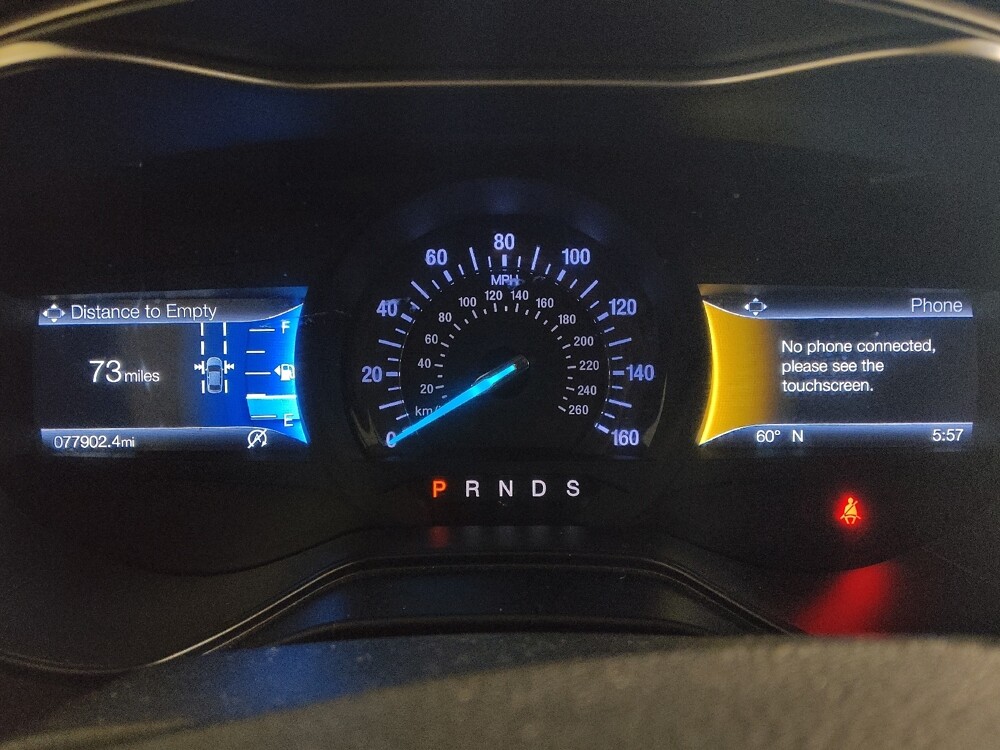 Distance to Empty
73 miles
F
E
077902.4mi
0
20
40
60
80
100
120
140
160
MPH
km/
20
40
60
80
100
120
140
160
180
200
220
240
260
P R N D S
Phone
No phone connected,
please see the
touchscreen.
60° N
5:57